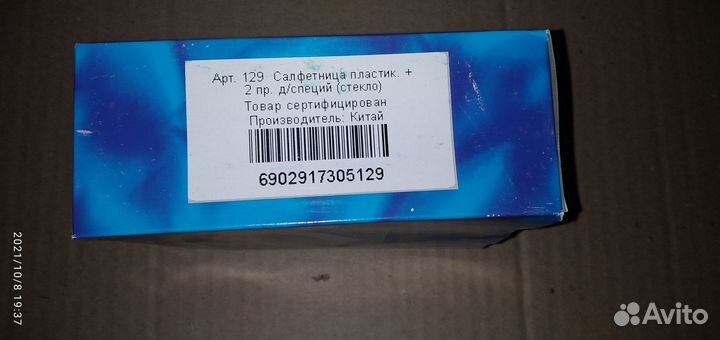 Арт. 129 Салфетница пластик. +
2 пр. д/специй (стекло)
Товар сертифицирован
Производитель: Китай
6902917305129
2021/10/8 19:37
Avito